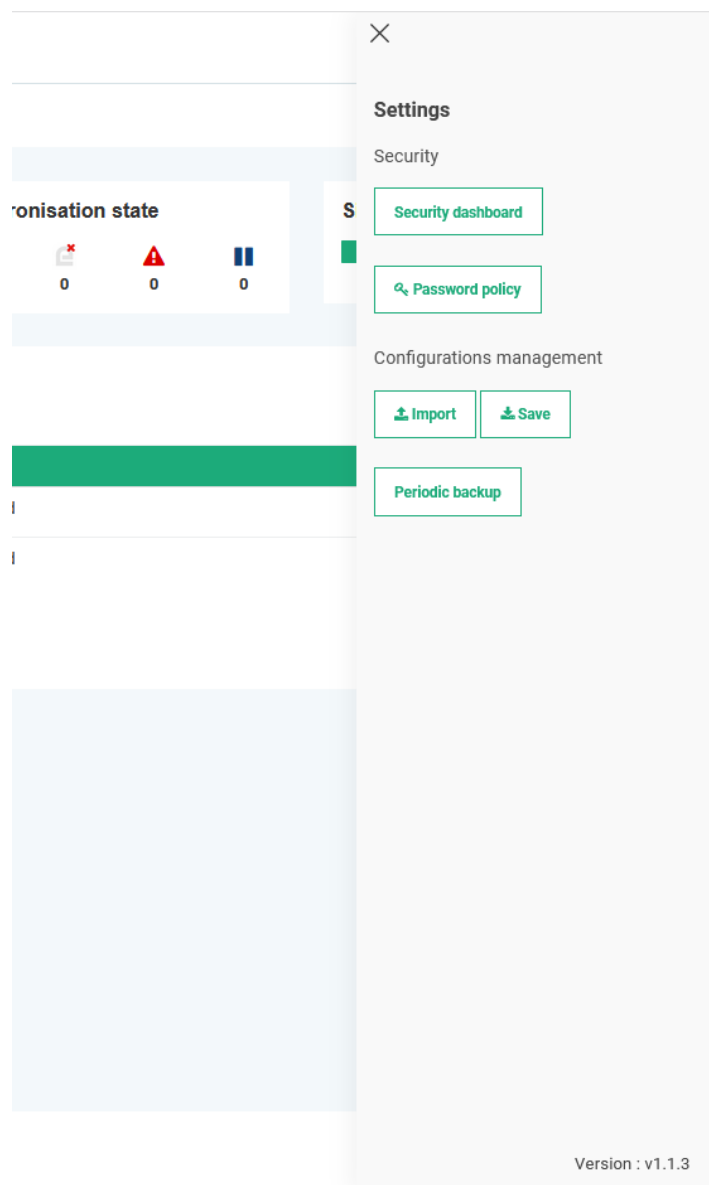 Settings
Security
Security dashboard
Password policy
Configurations management
Import Save
Periodic backup
ronisation state
S
0 0 0
d
d
Version : v1.1.3